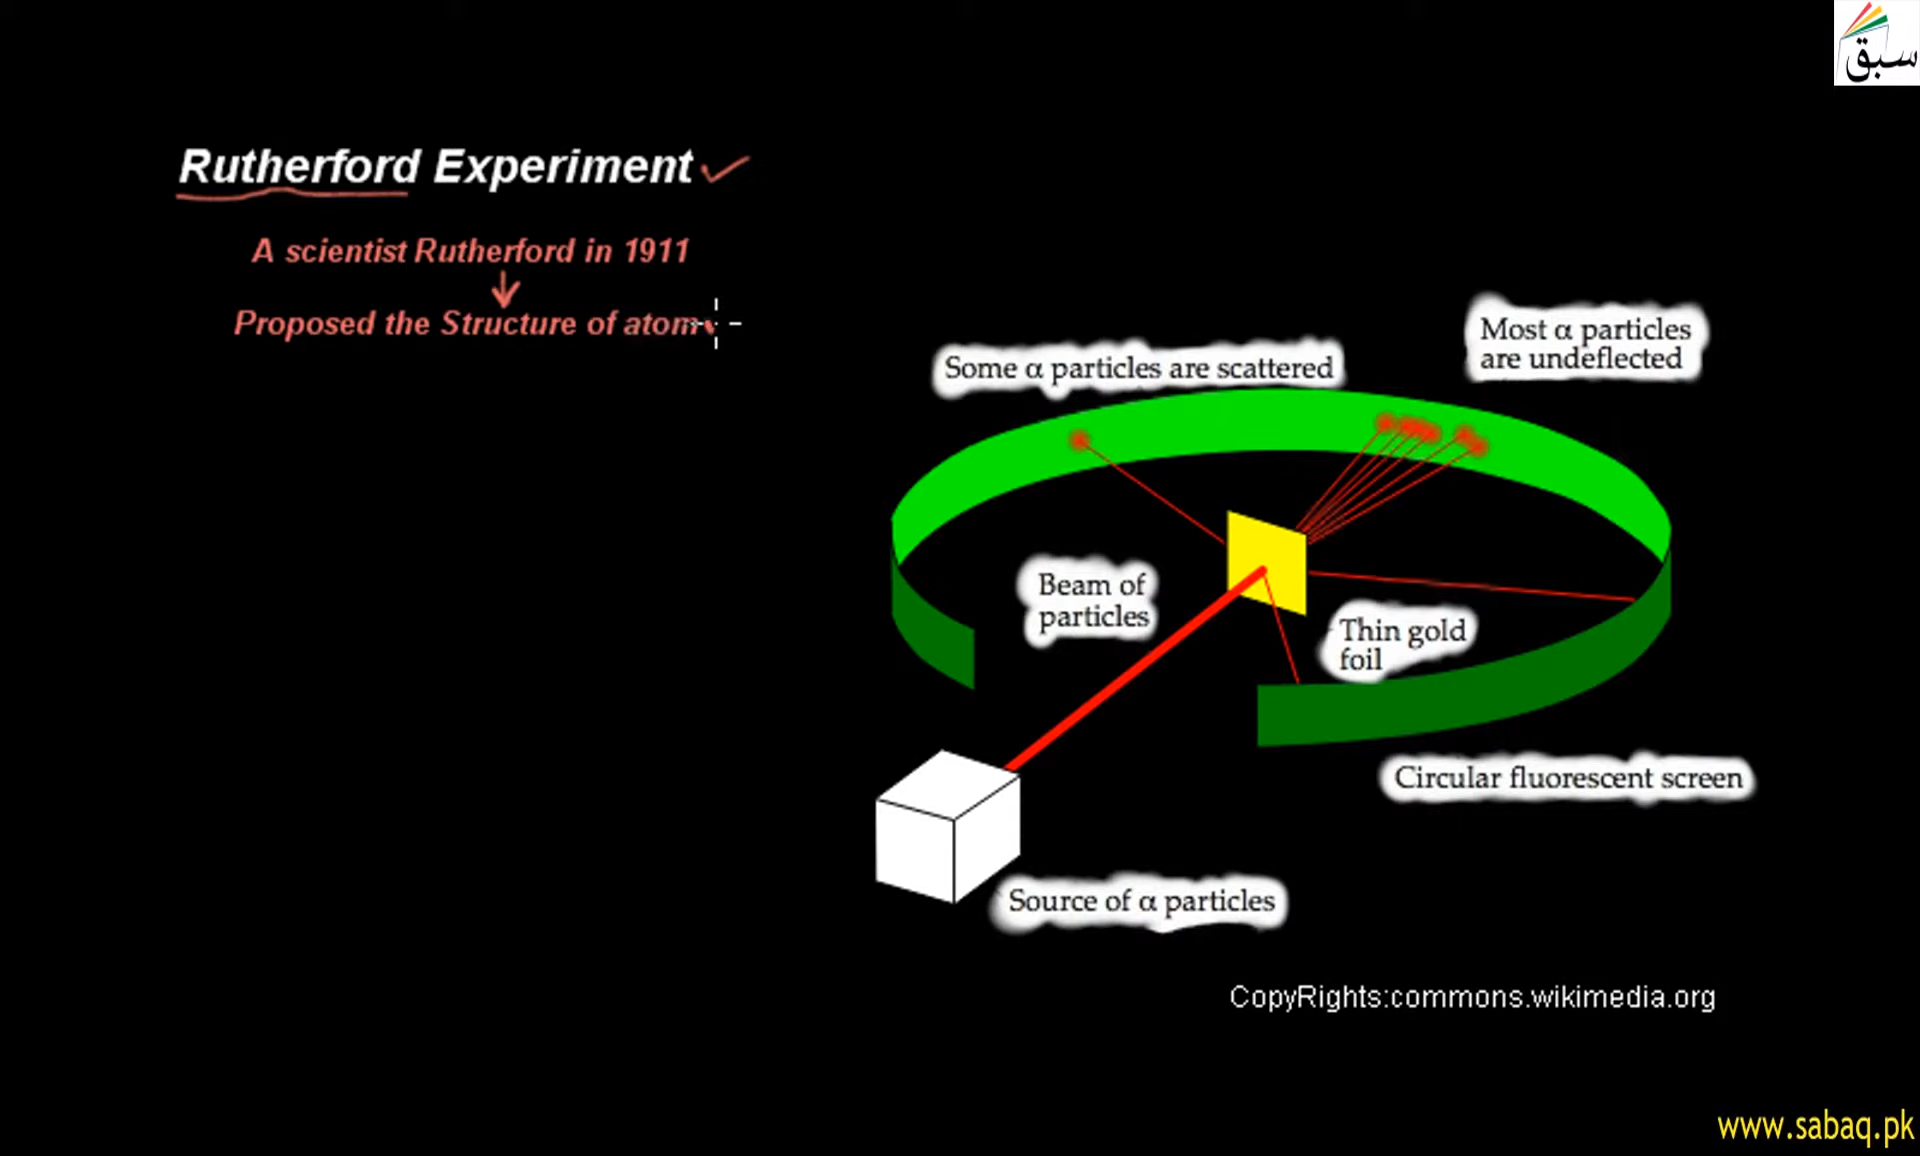 سبق
Rutherford Experiment
A scientist Rutherford in 1911
Proposed the Structure of atom
Some α particles are scattered
Most α particles
are undeflected
Beam of
particles
Thin gold
foil
Circular fluorescent screen
Source of α particles
CopyRights:commons.wikimedia.org
www.sabaq.pk